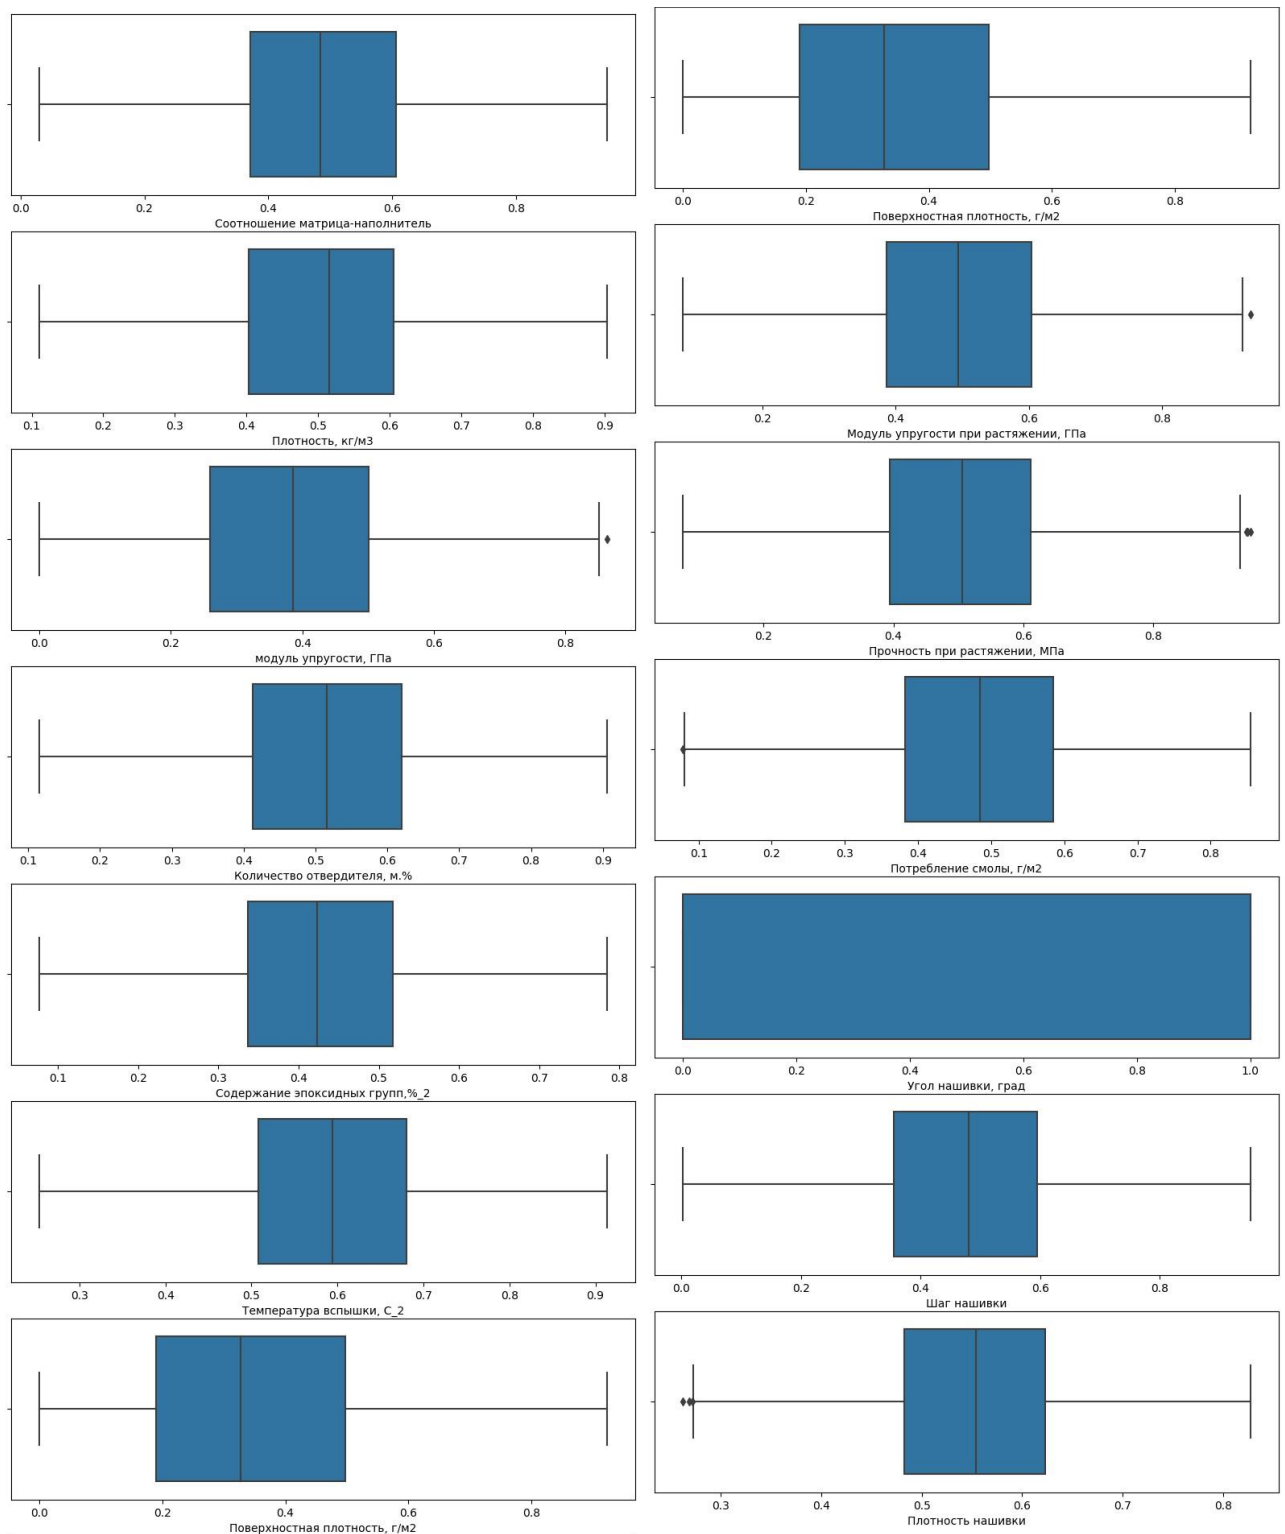 0.0 0.2 0.4 0.6 0.8
Соотношение матрица-наполнитель
0.0 0.2 0.4 0.6 0.8
Поверхностная плотность, г/м2
0.1 0.2 0.3 0.4 0.5 0.6 0.7 0.8 0.9
Плотность, кг/м3
0.2 0.4 0.6 0.8
Модуль упругости при растяжении, ГПа
0.0 0.2 0.4 0.6 0.8
модуль упругости, ГПа
0.2 0.4 0.6 0.8
Прочность при растяжении, МПа
0.1 0.2 0.3 0.4 0.5 0.6 0.7 0.8 0.9
Количество отвердителя, м.%
0.1 0.2 0.3 0.4 0.5 0.6 0.7 0.8
Потребление смолы, г/м2
0.1 0.2 0.3 0.4 0.5 0.6 0.7 0.8
Содержание эпоксидных групп,%_2
0.0 0.2 0.4 0.6 0.8 1.0
Угол нашивки, град
0.3 0.4 0.5 0.6 0.7 0.8 0.9
Температура вспышки, С_2
0.0 0.2 0.4 0.6 0.8
Шаг нашивки
0.0 0.2 0.4 0.6 0.8
Поверхностная плотность, г/м2
0.3 0.4 0.5 0.6 0.7 0.8
Плотность нашивки